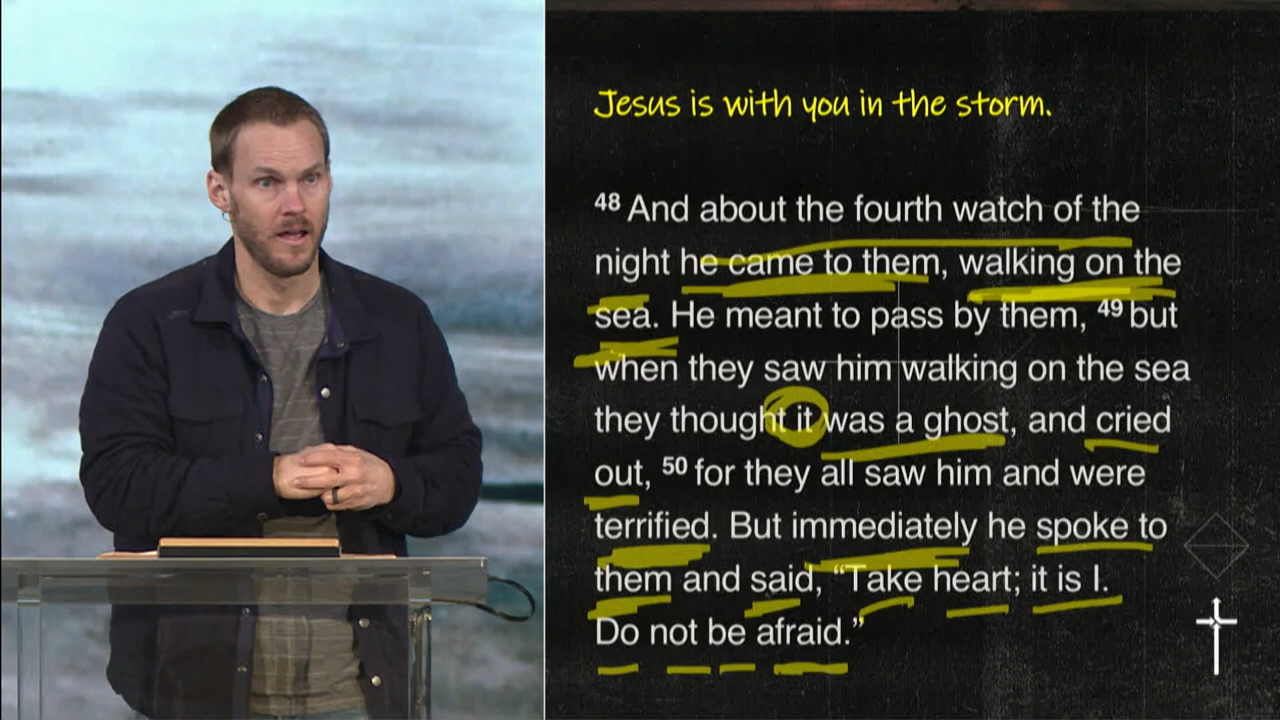 Jesus is with you in the storm.
48 And about the fourth watch of the
night he came to them, walking on the
sea. He meant to pass by them, 49 but
when they saw him walking on the sea
they thought it was a ghost, and cried
out, 50 for they all saw him and were
terrified. But immediately he spoke to
them and said, “Take heart; it is I.
Do not be afraid.”